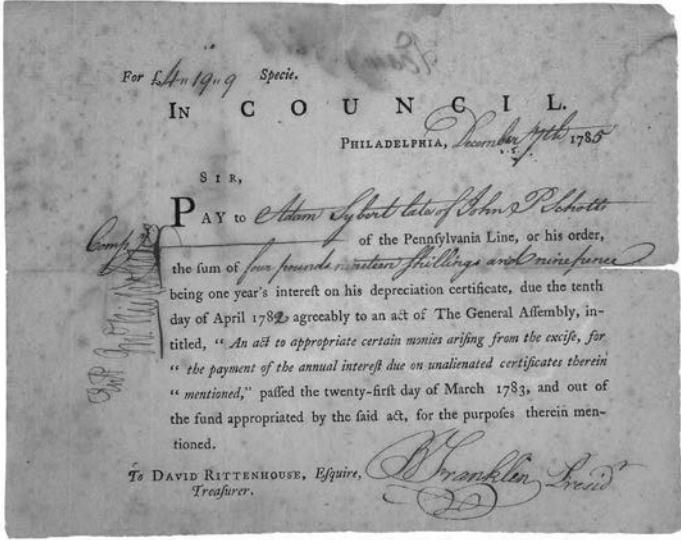 For £4 „ 19 „ 9 Specie.
IN COUNCIL.
PHILADELPHIA, December 7th 1785
SIR,
PAY to Adam Sybert late of John P Schotts
Compy of the Pennſylvania Line, or his order,
the sum of four pounds nineteen ſhillings and ninepence
being one year's intereſt on his depreciation certificate, due the tenth
day of April 1782 agreeably to an act of The General Aſſembly, in-
titled, “ An act to appropriate certain monies ariſing from the exciſe, for
“ the payment of the annual intereſt due on unalienated certificates therein
“ mentioned,” paſſed the twenty-firſt day of March 1783, and out of
the fund appropriated by the ſaid act, for the purpoſes therein men-
tioned.
To DAVID RITTENHOUSE, Eſquire,
Treaſurer.
B Franklin Presidt